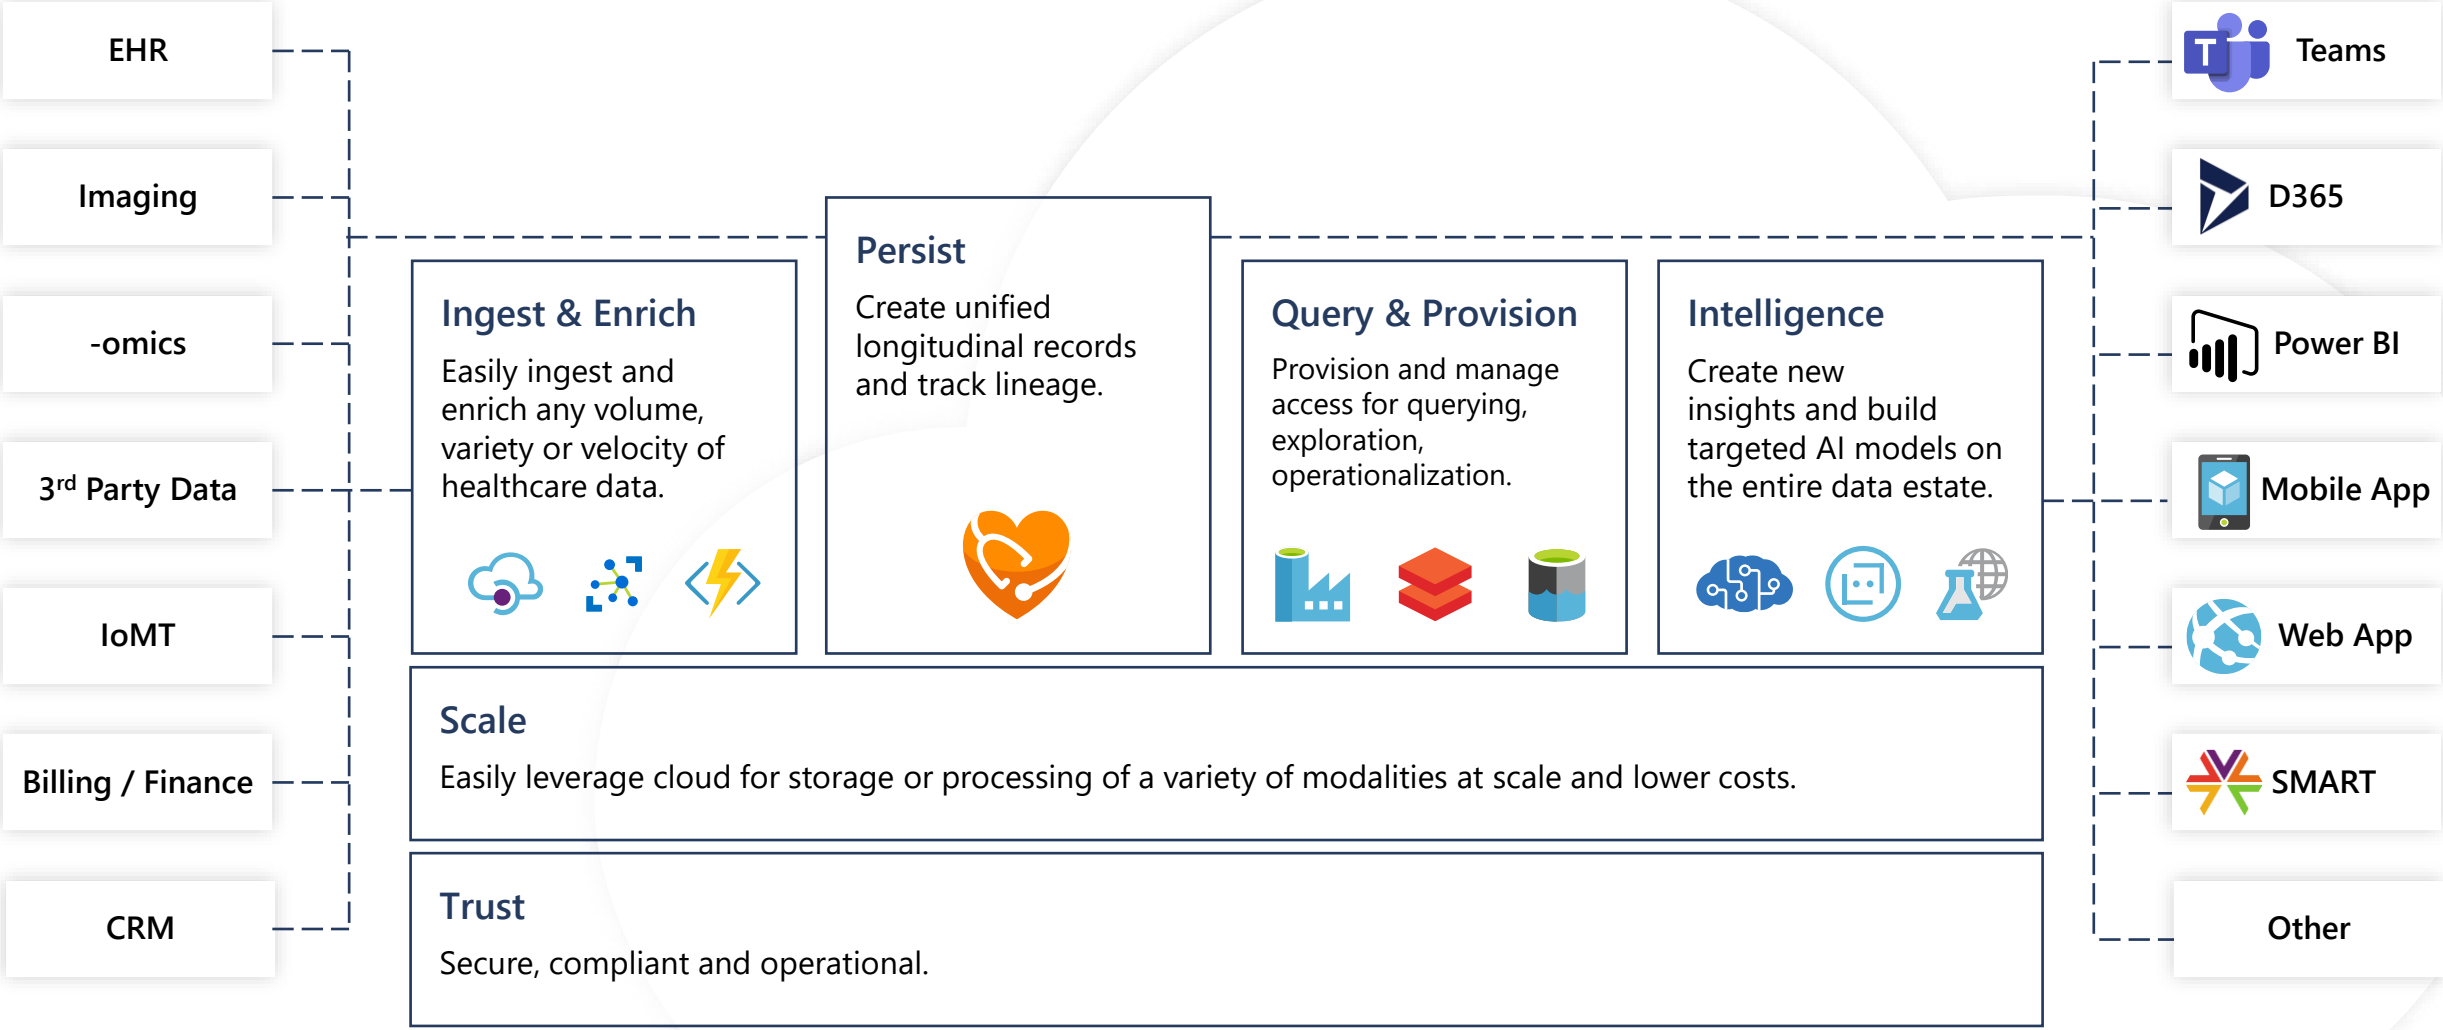 EHR
Imaging
-omics
3rd Party Data
IoMT
Billing / Finance
CRM
Ingest & Enrich
Easily ingest and
enrich any volume,
variety or velocity of
healthcare data.
Persist
Create unified
longitudinal records
and track lineage.
Query & Provision
Provision and manage
access for querying,
exploration,
operationalization.
Intelligence
Create new
insights and build
targeted AI models on
the entire data estate.
Scale
Easily leverage cloud for storage or processing of a variety of modalities at scale and lower costs.
Trust
Secure, compliant and operational.
T
Teams
D365
Power BI
Mobile App
Web App
SMART
Other